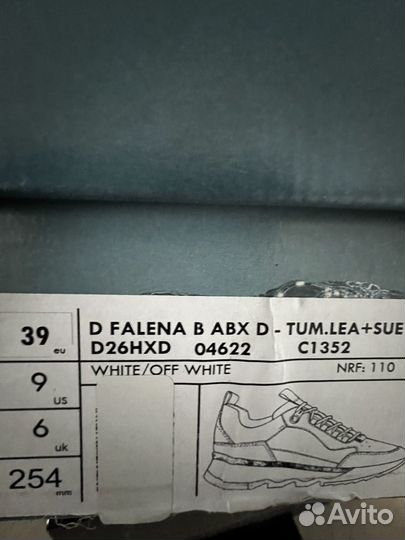 39 eu
9 us
6 uk
254 mm
D FALENA B ABX D - TUM.LEA+SUE
D26HXD 04622 C1352
WHITE/OFF WHITE NRF: 110
Avito